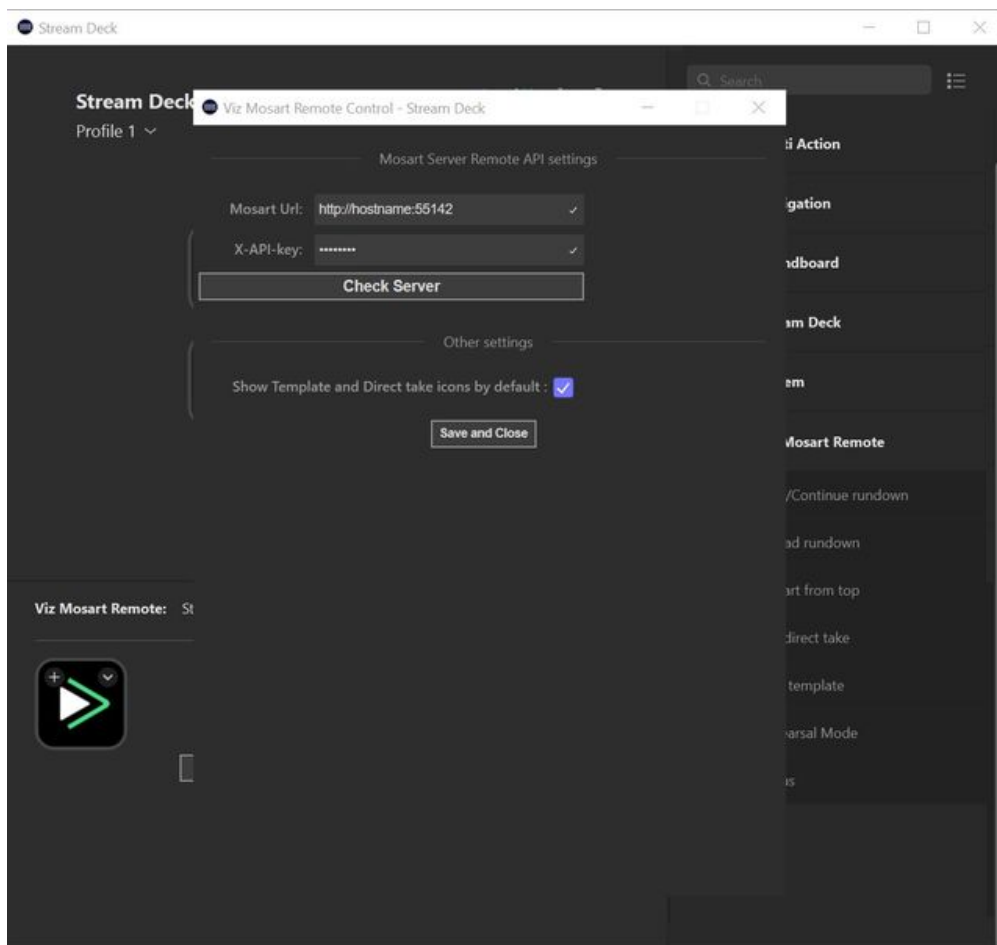 Stream Deck
Search
Stream Deck
Viz Mosart Remote Control - Stream Deck
Profile 1
Mosart Server Remote API settings
ti Action
Mosart Url: http://hostname:55142
igation
X-API-key: ••••••••
Check Server
ndboard
Other settings
am Deck
Show Template and Direct take icons by default :
em
Save and Close
Mosart Remote
/Continue rundown
ad rundown
art from top
Viz Mosart Remote: St
direct take
template
arsal Mode